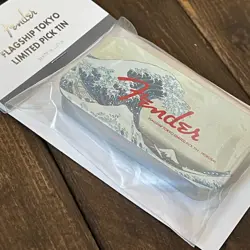 Fender
FLAGSHIP TOKYO
LIMITED PICK TIN
Fender